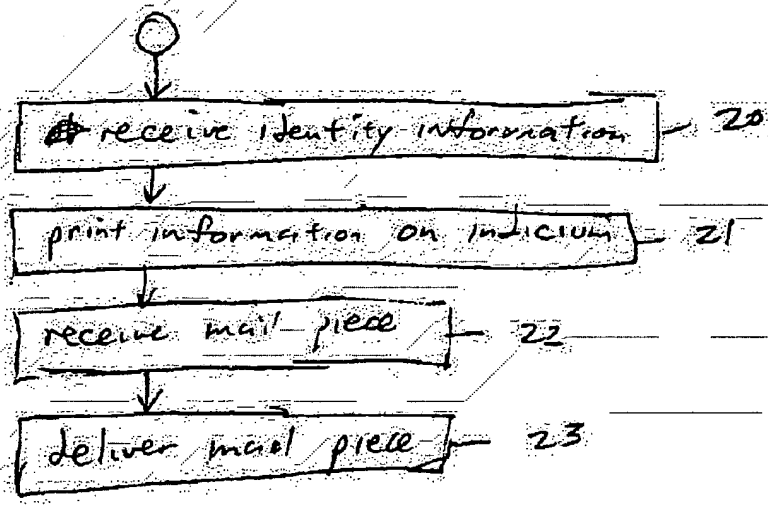 receive identity information 20
print information on indicium 21
receive mail piece 22
deliver mail piece 23